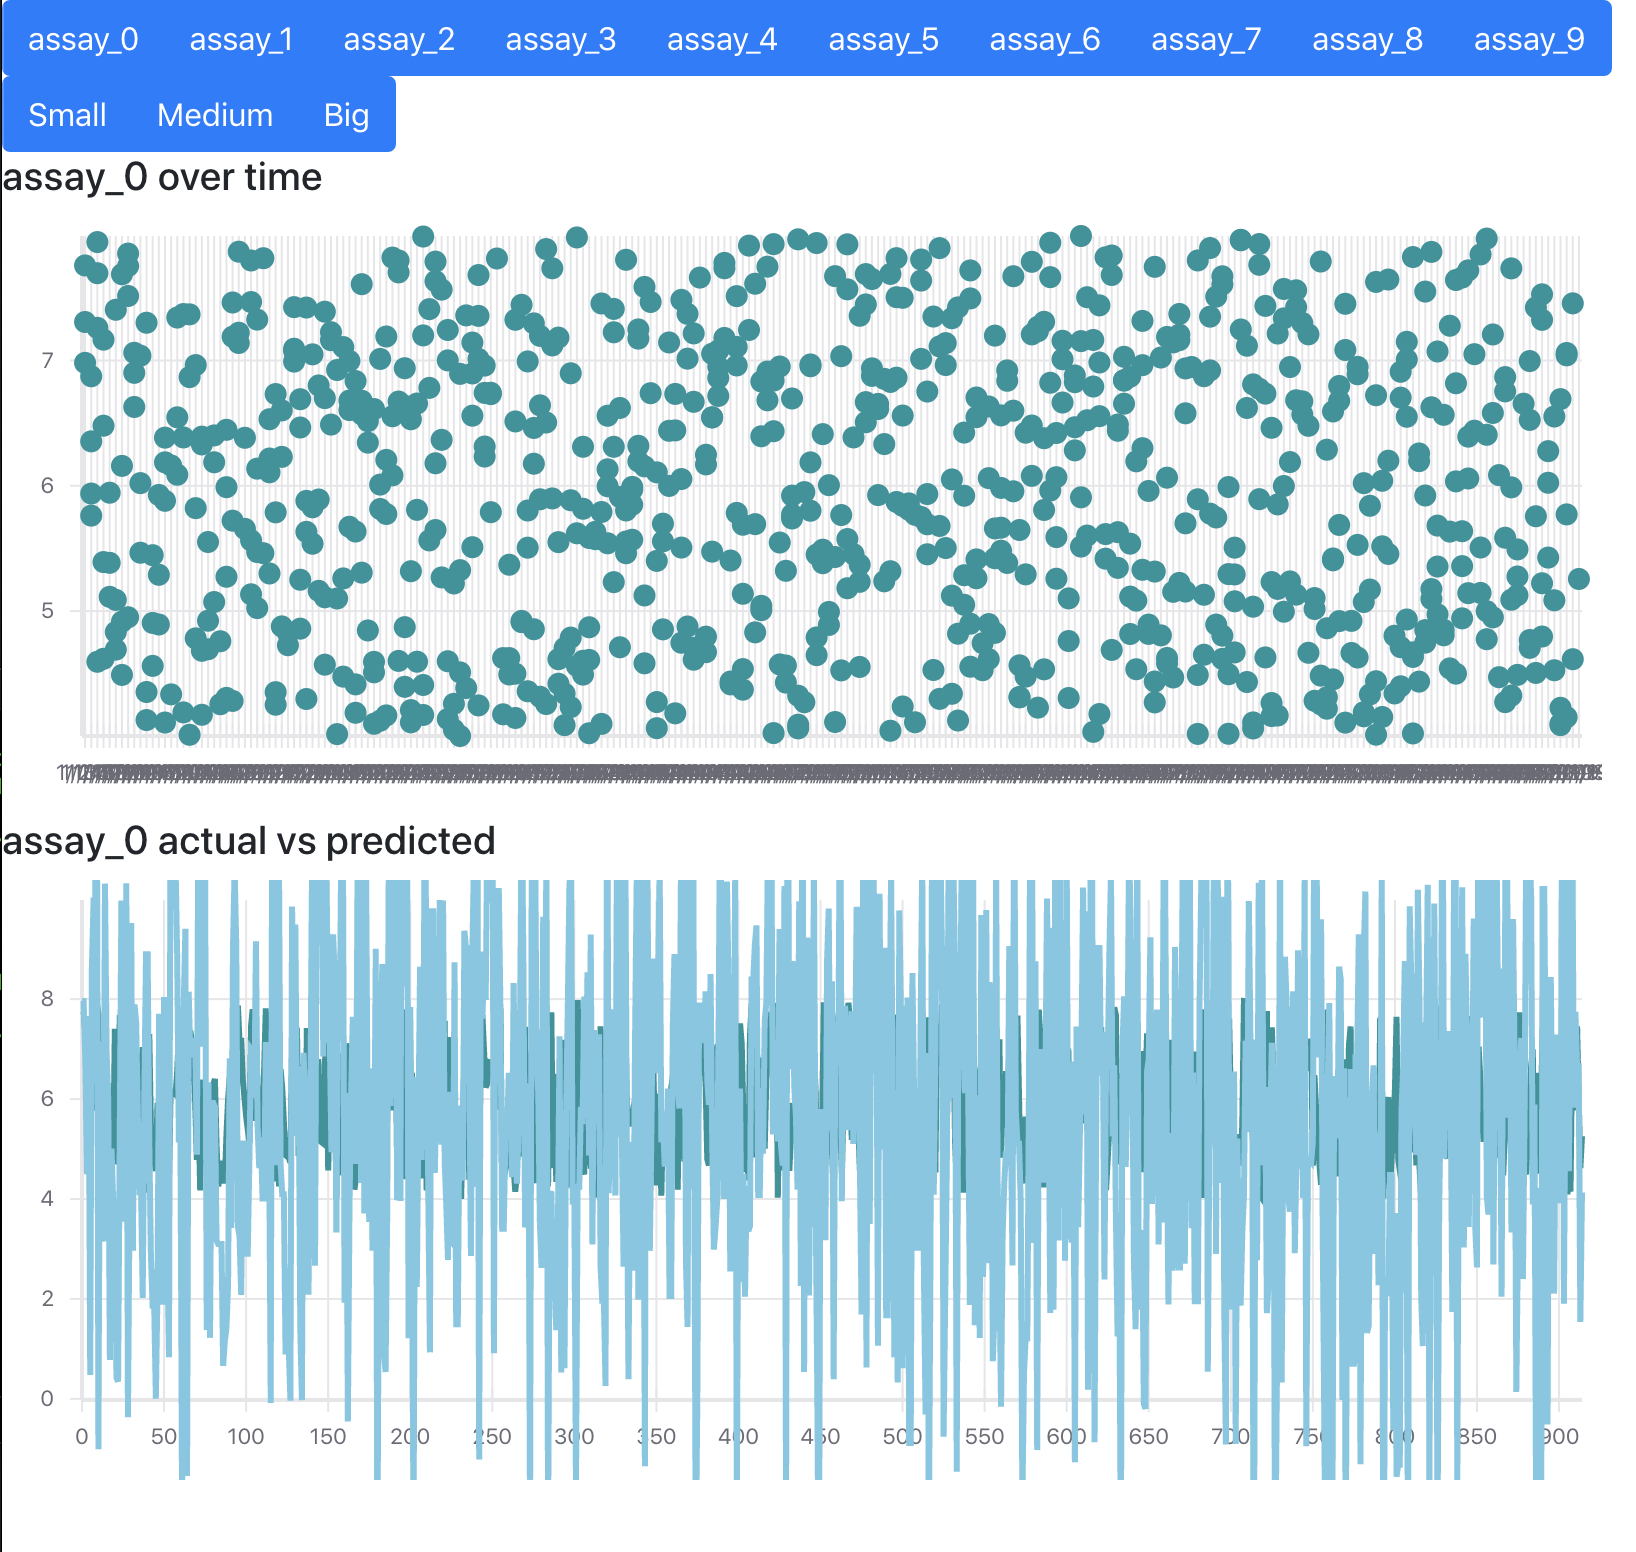 assay_0 assay_1 assay_2 assay_3 assay_4 assay_5 assay_6 assay_7 assay_8 assay_9
Small Medium Big
assay_0 over time
7
6
5
assay_0 actual vs predicted
8
6
4
2
0
0 50 100 150 200 250 300 350 400 450 500 550 600 650 700 750 800 850 900